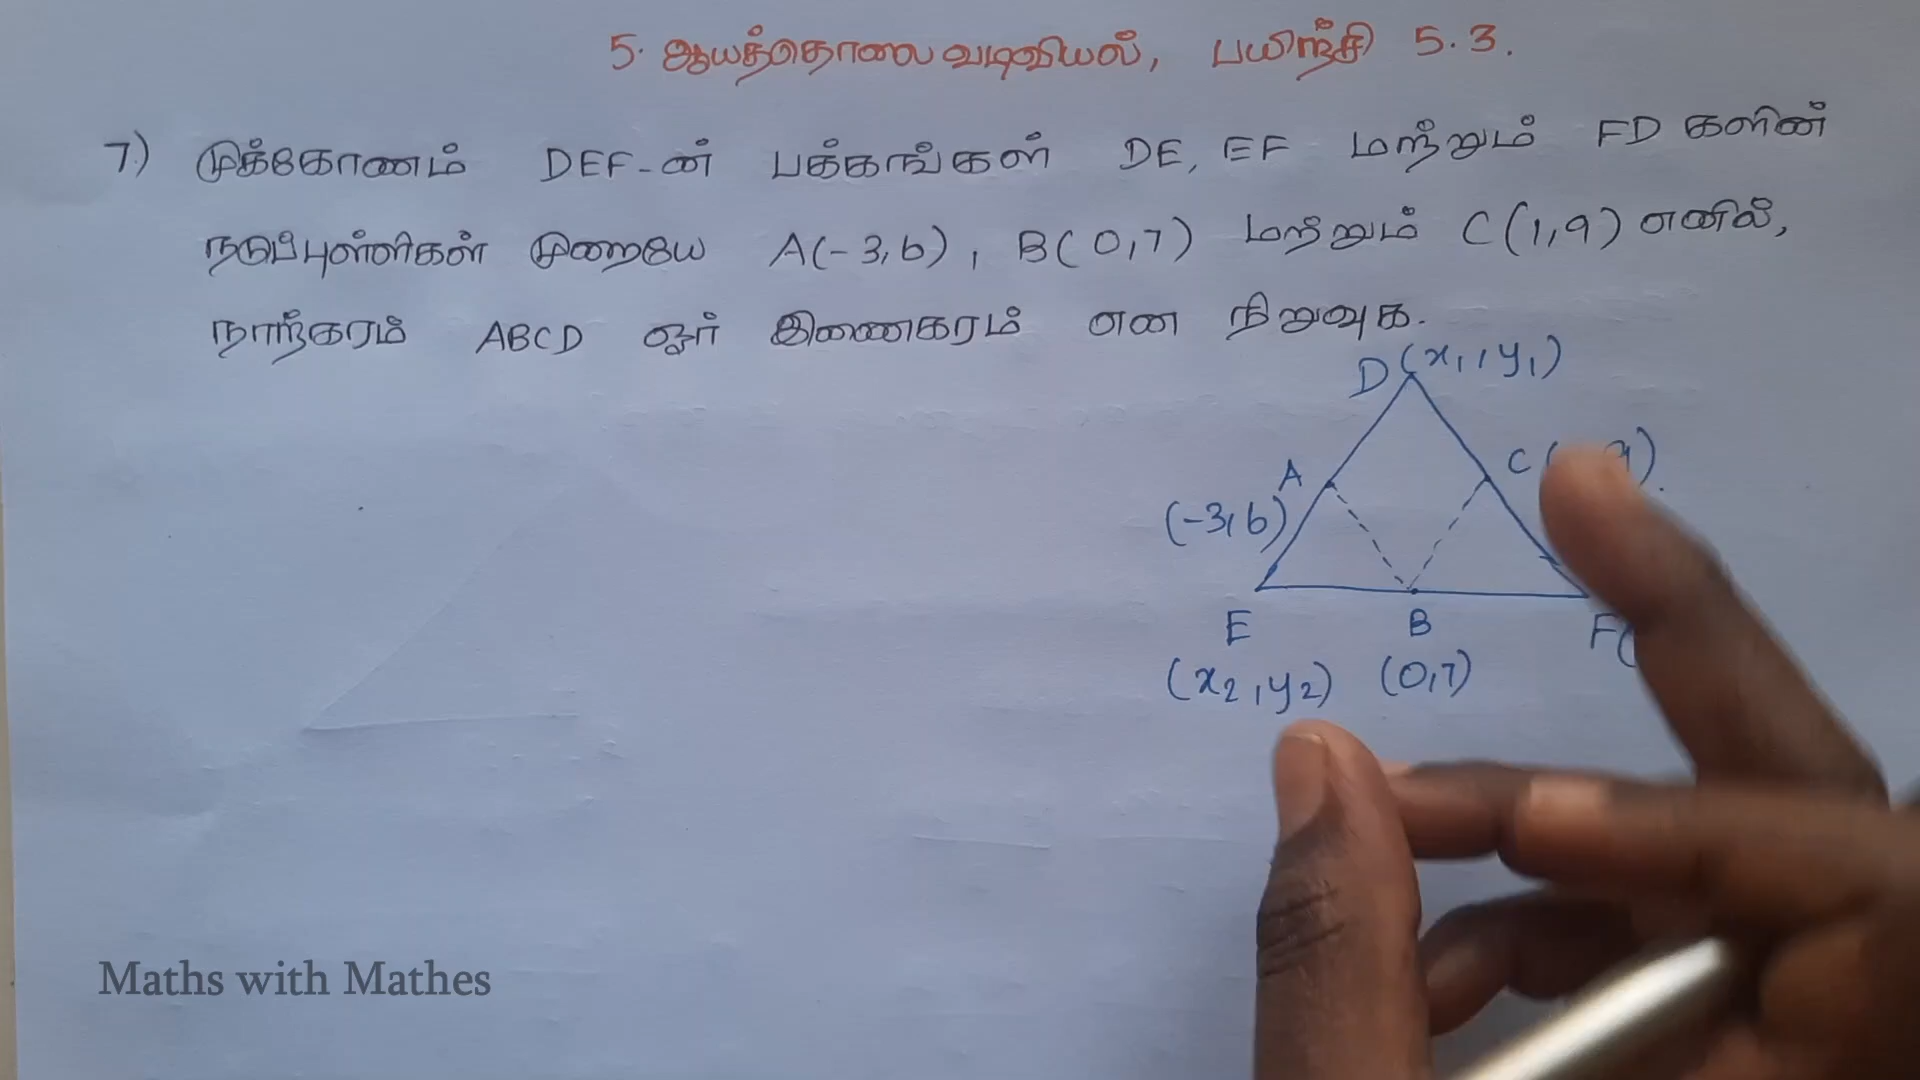 5. ஆயத்தொலை வடிவியல், பயிற்சி 5.3.
7) முக்கோணம் DEF-ன் பக்கங்கள் DE, EF மற்றும் FD களின்
நடுப்புள்ளிகள் முறையே A(-3,6), B(0,7) மற்றும் C(1,9) எனில்,
நாற்கரம் ABCD ஓர் இணைகரம் என நிறுவுக.
D(x₁,y₁)
A
C(
9).
(-3,6)
E
B
F(
(x₂,y₂)
(0,7)
Maths with Mathes